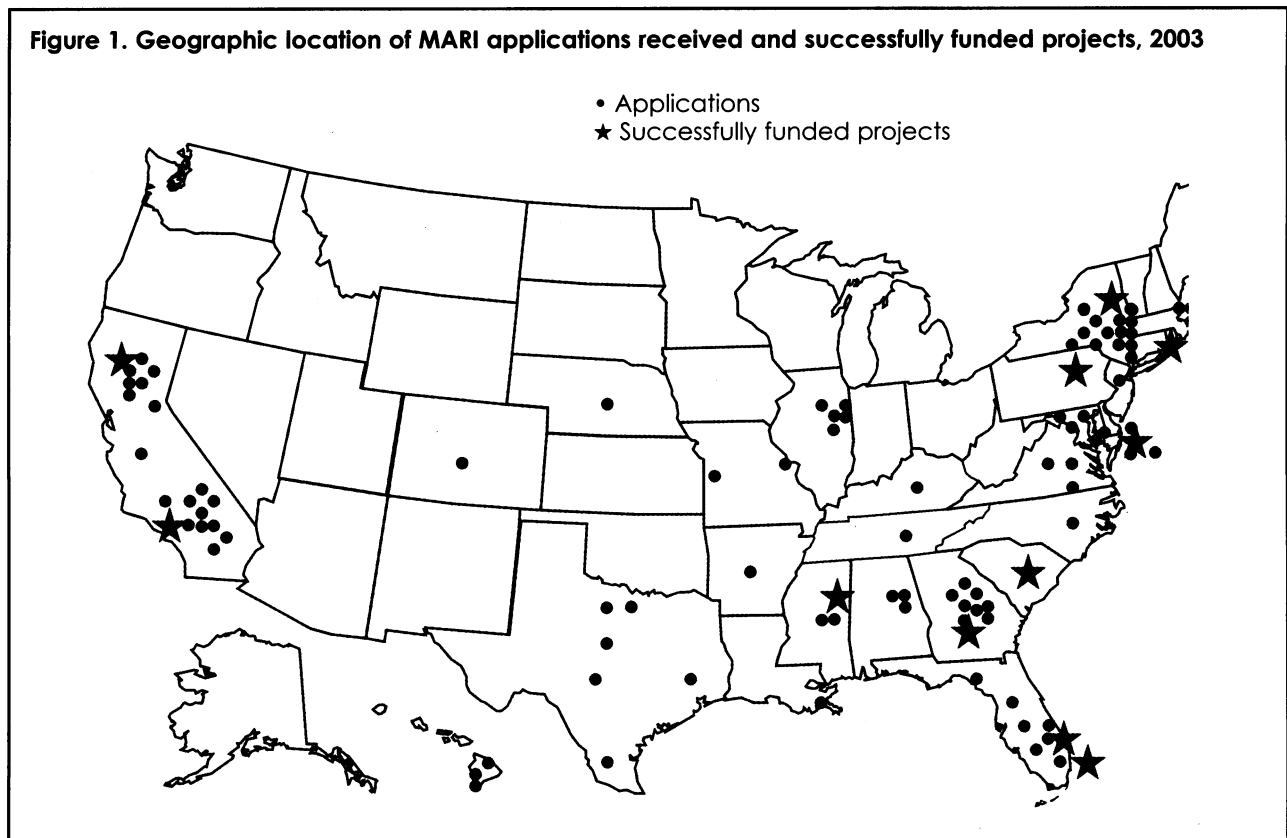 Figure 1. Geographic location of MARI applications received and successfully funded projects, 2003
• Applications
★ Successfully funded projects